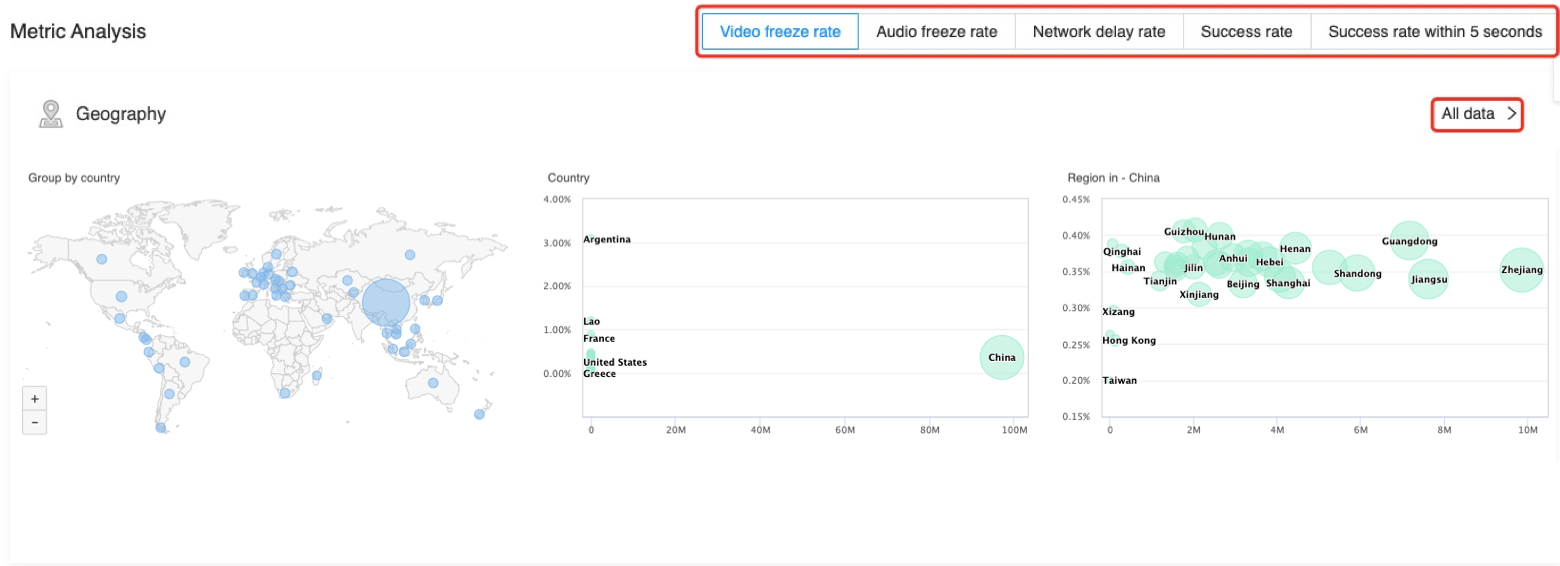 Metric Analysis
Video freeze rate
Audio freeze rate
Network delay rate
Success rate
Success rate within 5 seconds
Geography
All data
Group by country
+
−
Country
4.00%
3.00%
2.00%
1.00%
0.00%
Argentina
Lao
France
United States
Greece
China
0
20M
40M
60M
80M
100M
Region in - China
0.45%
0.40%
0.35%
0.30%
0.25%
0.20%
0.15%
Guizhou
Hunan
Qinghai
Hainan
Jilin
Anhui
Hebei
Henan
Guangdong
Tianjin
Xinjiang
Beijing
Shanghai
Shandong
Jiangsu
Zhejiang
Xizang
Hong Kong
Taiwan
0
2M
4M
6M
8M
10M